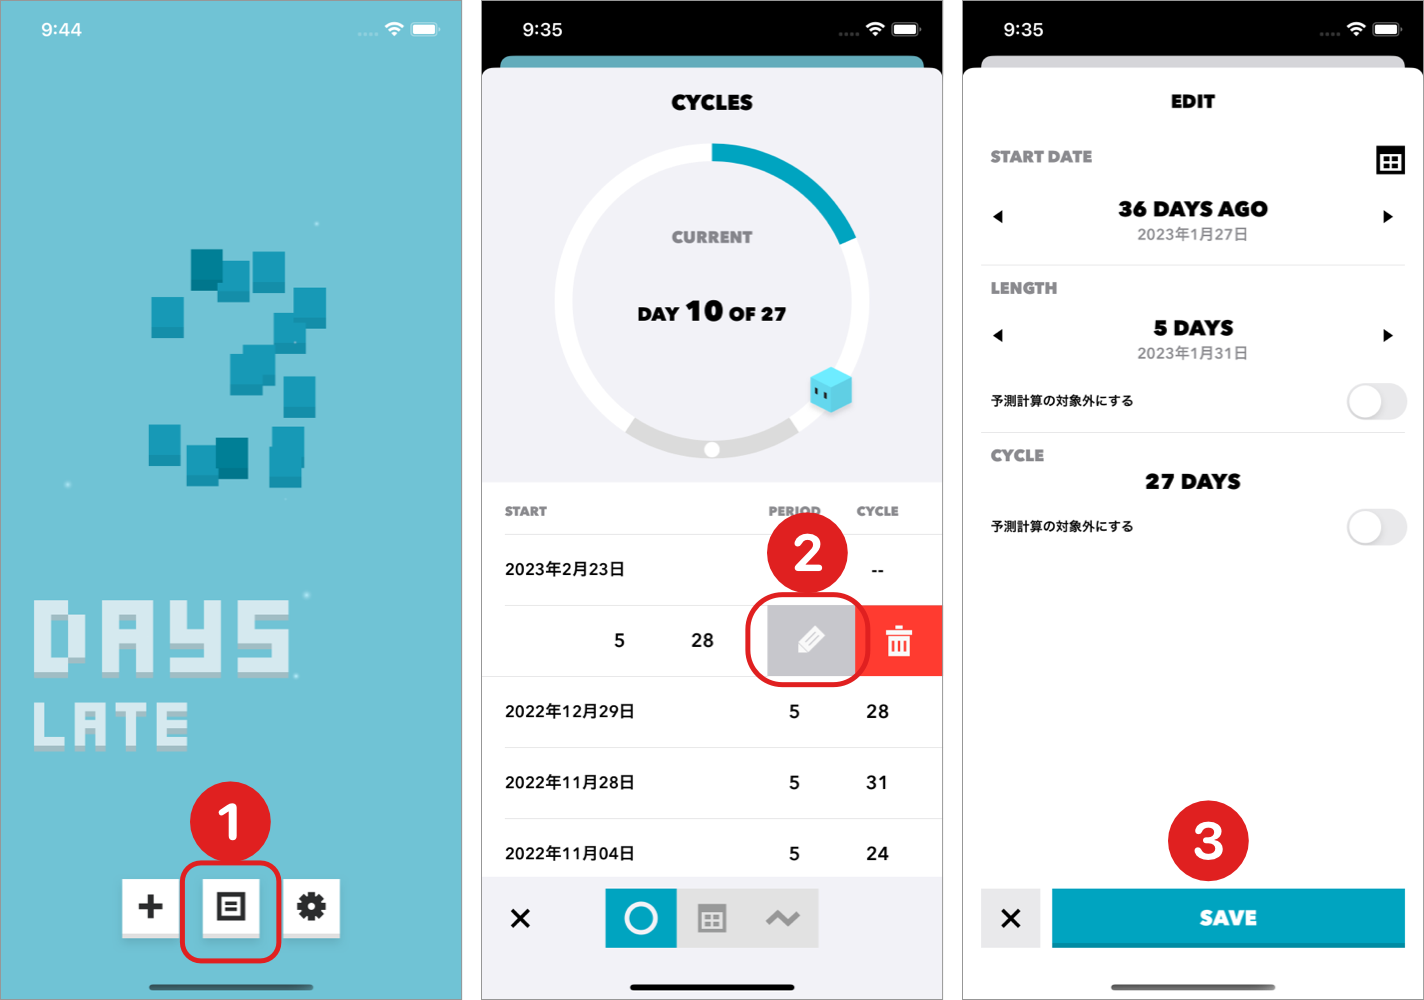 9:44
3
DAYS
LATE
1
9:35
CYCLES
CURRENT
DAY 10 OF 27
START PERIOD CYCLE
2
2023年2月23日 --
5 28
2022年12月29日 5 28
2022年11月28日 5 31
2022年11月04日 5 24
9:35
EDIT
START DATE
36 DAYS AGO
2023年1月27日
LENGTH
5 DAYS
2023年1月31日
予測計算の対象外にする
CYCLE
27 DAYS
予測計算の対象外にする
3
SAVE